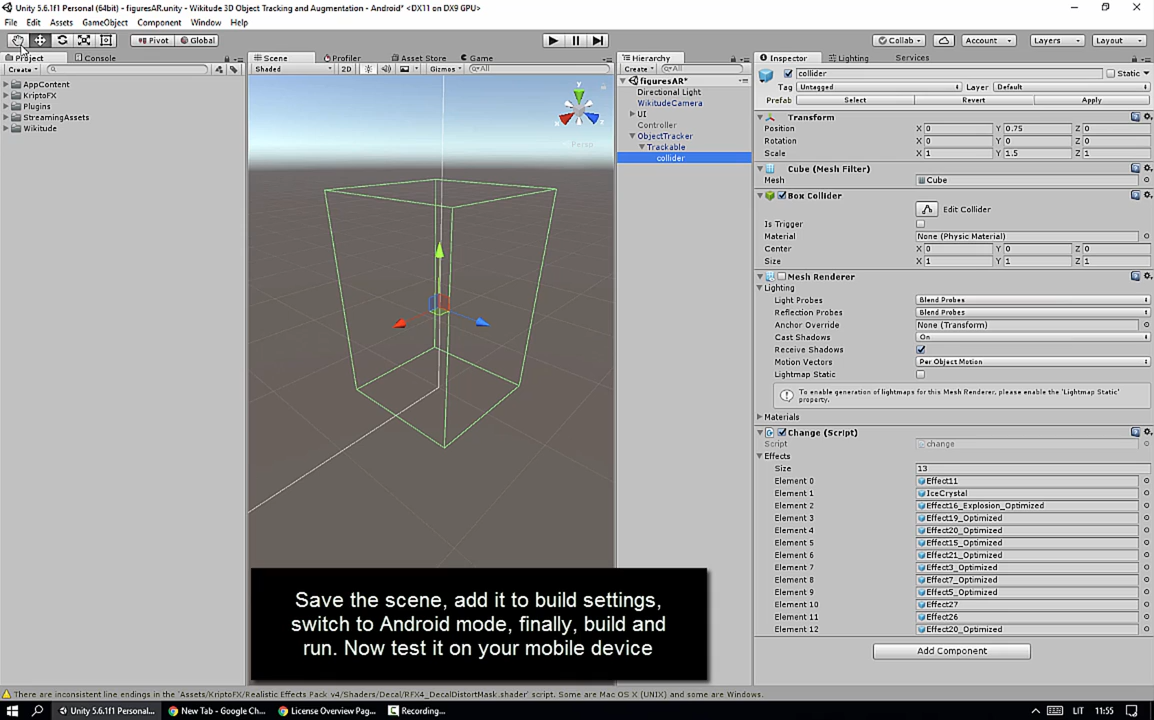 Unity 5.6.1f1 Personal (64bit) - figuresAR.unity - Wikitude 3D Object Tracking and Augmentation - Android* <DX11 on DX9 GPU>
File Edit Assets GameObject Component Window Help
Pivot Global Collab Account Layers Layout
Project Console
Create
AppContent
KriptoFX
Plugins
StreamingAssets
Wikitude
Scene Profiler Asset Store Game
Shaded 2D Gizmos All
y
x
Persp
Save the scene, add it to build settings,
switch to Android mode, finally, build and
run. Now test it on your mobile device
Hierarchy
Create All
figuresAR*
Directional Light
WikitudeCamera
UI
Controller
ObjectTracker
Trackable
collider
Inspector Lighting Services
collider Static
Tag Untagged Layer Default
Prefab Select Revert Apply
Transform
Position X 0 Y 0.75 Z 0
Rotation X 0 Y 0 Z 0
Scale X 1 Y 1.5 Z 1
Cube (Mesh Filter)
Mesh Cube
Box Collider
Edit Collider
Is Trigger
Material None (Physic Material)
Center X 0 Y 0 Z 0
Size X 1 Y 1 Z 1
Mesh Renderer
Lighting
Light Probes Blend Probes
Reflection Probes Blend Probes
Anchor Override None (Transform)
Cast Shadows On
Receive Shadows
Motion Vectors Per Object Motion
Lightmap Static
To enable generation of lightmaps for this Mesh Renderer, please enable the 'Lightmap Static'
property.
Materials
Change (Script)
Script change
Effects
Size 13
Element 0 Effect11
Element 1 IceCrystal
Element 2 Effect16_Explosion_Optimized
Element 3 Effect19_Optimized
Element 4 Effect20_Optimized
Element 5 Effect15_Optimized
Element 6 Effect21_Optimized
Element 7 Effect3_Optimized
Element 8 Effect7_Optimized
Element 9 Effect5_Optimized
Element 10 Effect27
Element 11 Effect26
Element 12 Effect20_Optimized
Add Component
There are inconsistent line endings in the 'Assets/KriptoFX/Realistic Effects Pack v4/Shaders/Decal/RFX4_DecalDistortMask.shader' script. Some are Mac OS X (UNIX) and some are Windows.
Unity 5.6.1f1 Personal... New Tab - Google Ch... License Overview Pag... Recording... LIT 11:55